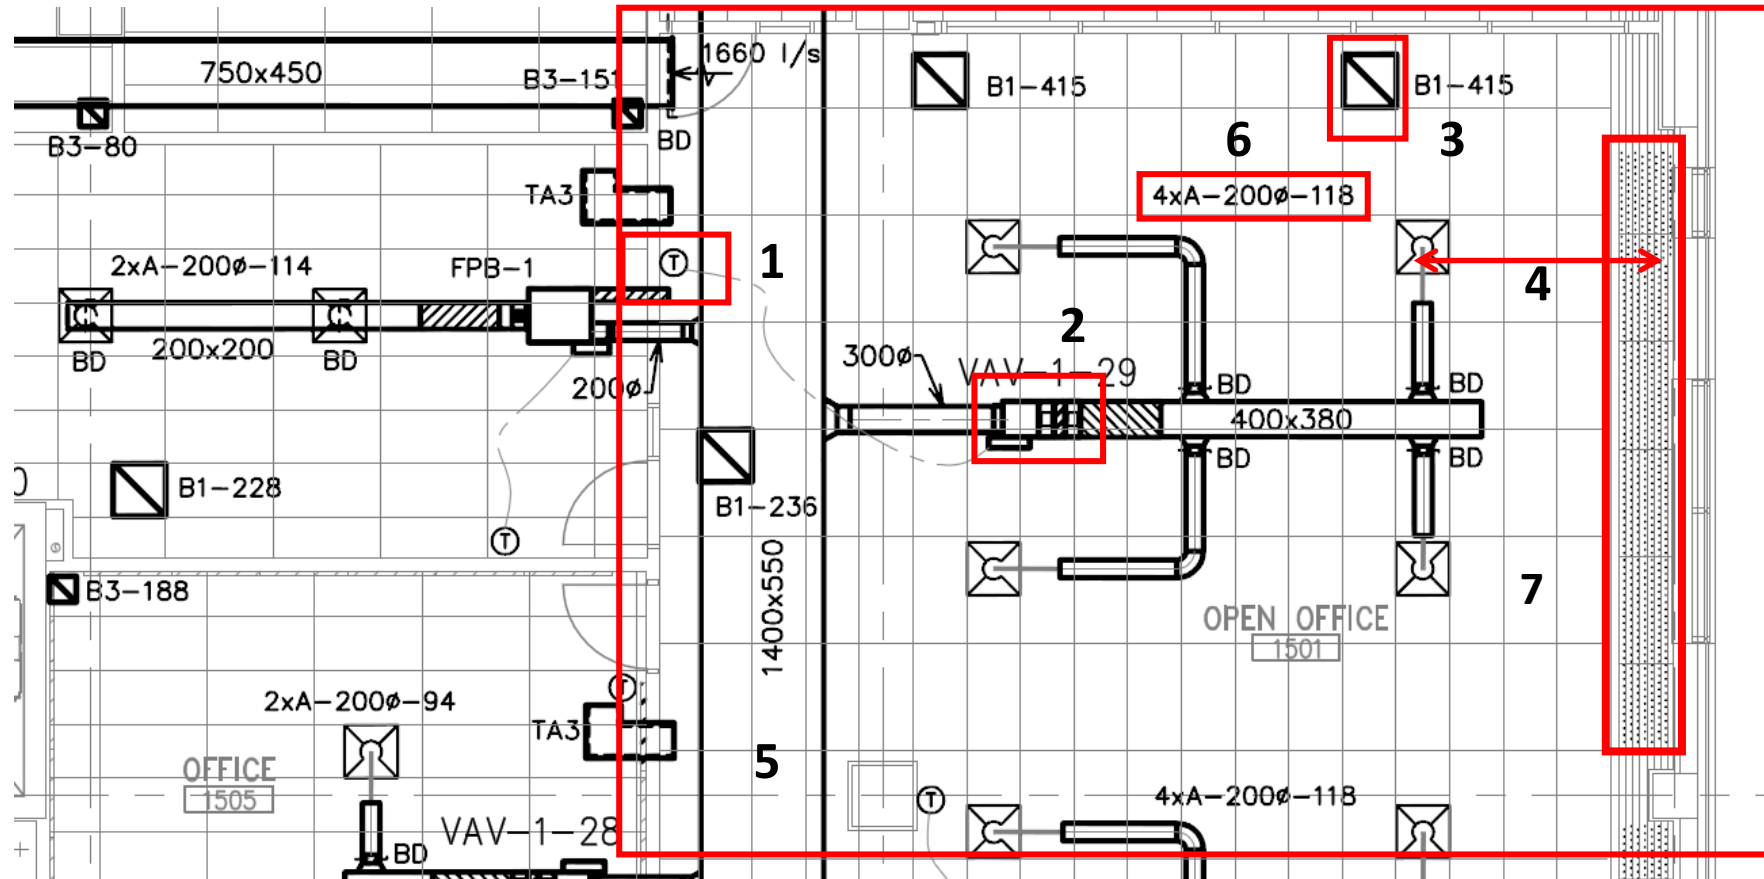 1660 l/s
750x450
B3-151
B1-415
B1-415
B3-80
BD
6
3
TA3
4xA-200ø-118
T
1
2xA-200ø-114
FPB-1
4
2
200x200
300ø
VAV-1-29
BD
BD
200ø
BD
BD
400x380
BD
BD
B1-228
B1-236
T
1400x550
B3-188
7
OPEN OFFICE
1501
T
2xA-200ø-94
TA3
5
OFFICE
1505
T
4xA-200ø-118
VAV-1-28
BD